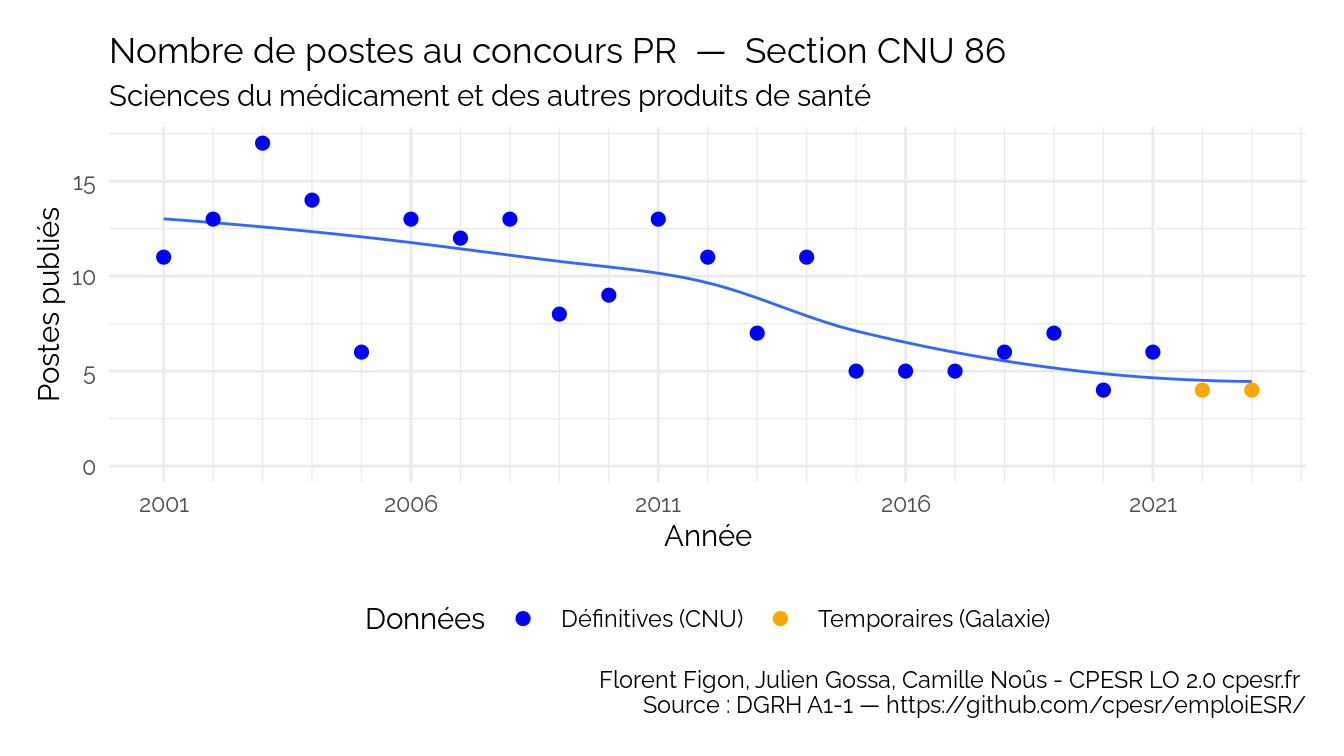 Nombre de postes au concours PR — Section CNU 86
Sciences du médicament et des autres produits de santé
Postes publiés
15
10
5
0
2001 2006 2011 2016 2021
Année
Données Définitives (CNU) Temporaires (Galaxie)
Florent Figon, Julien Gossa, Camille Noûs - CPESR LO 2.0 cpesr.fr
Source : DGRH A1-1 — https://github.com/cpesr/emploiESR/